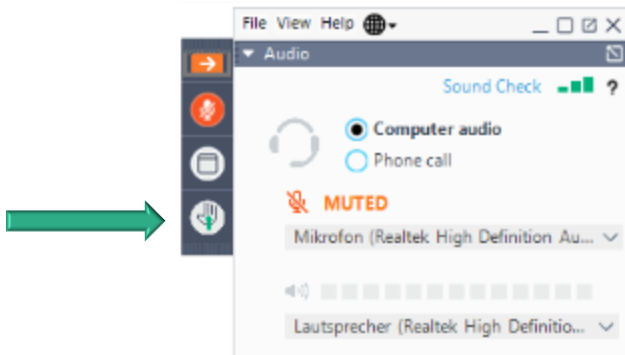 File View Help
Audio
Sound Check ?
Computer audio
Phone call
MUTED
Mikrofon (Realtek High Definition Au...
Lautsprecher (Realtek High Definitio...